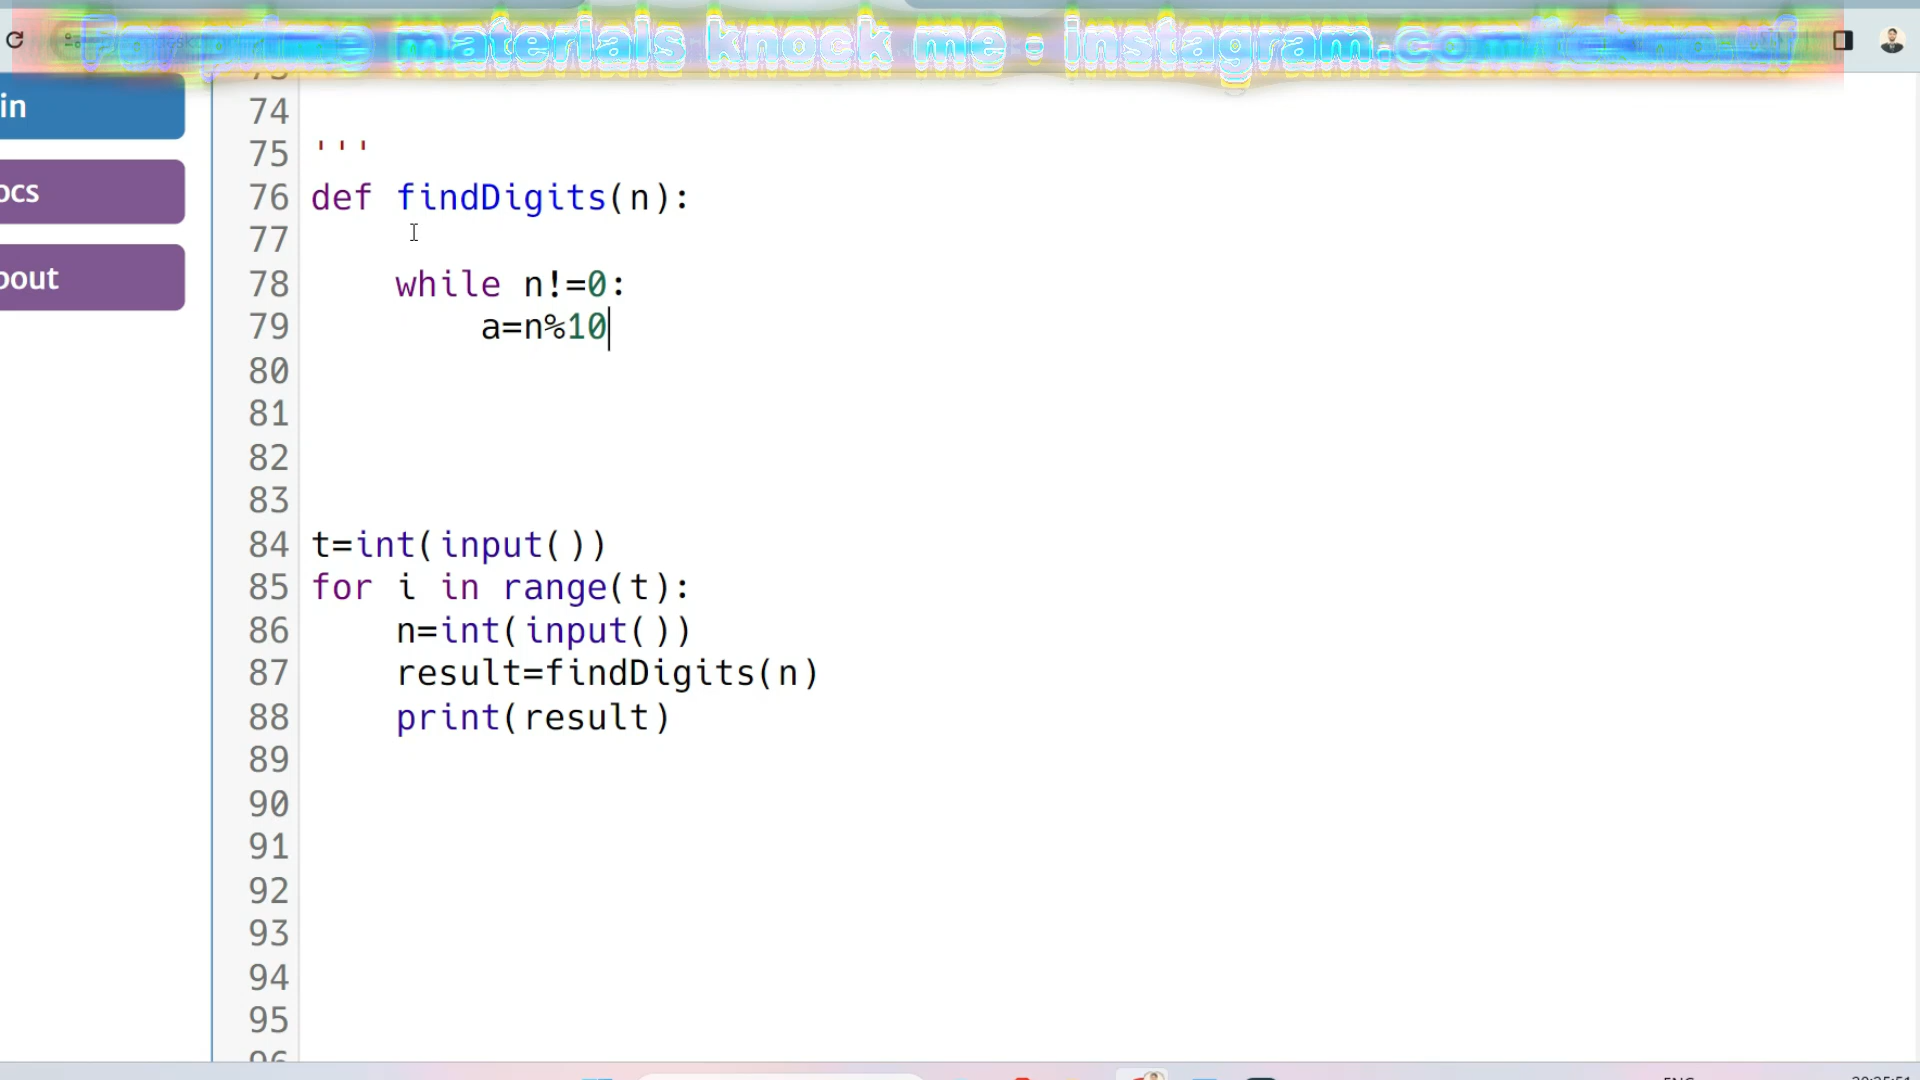 materials knock me • instagram.com
in
ocs
bout
74
75 '''
76 def findDigits(n):
77
78 while n!=0:
79 a=n%10
80
81
82
83
84 t=int(input())
85 for i in range(t):
86 n=int(input())
87 result=findDigits(n)
88 print(result)
89
90
91
92
93
94
95